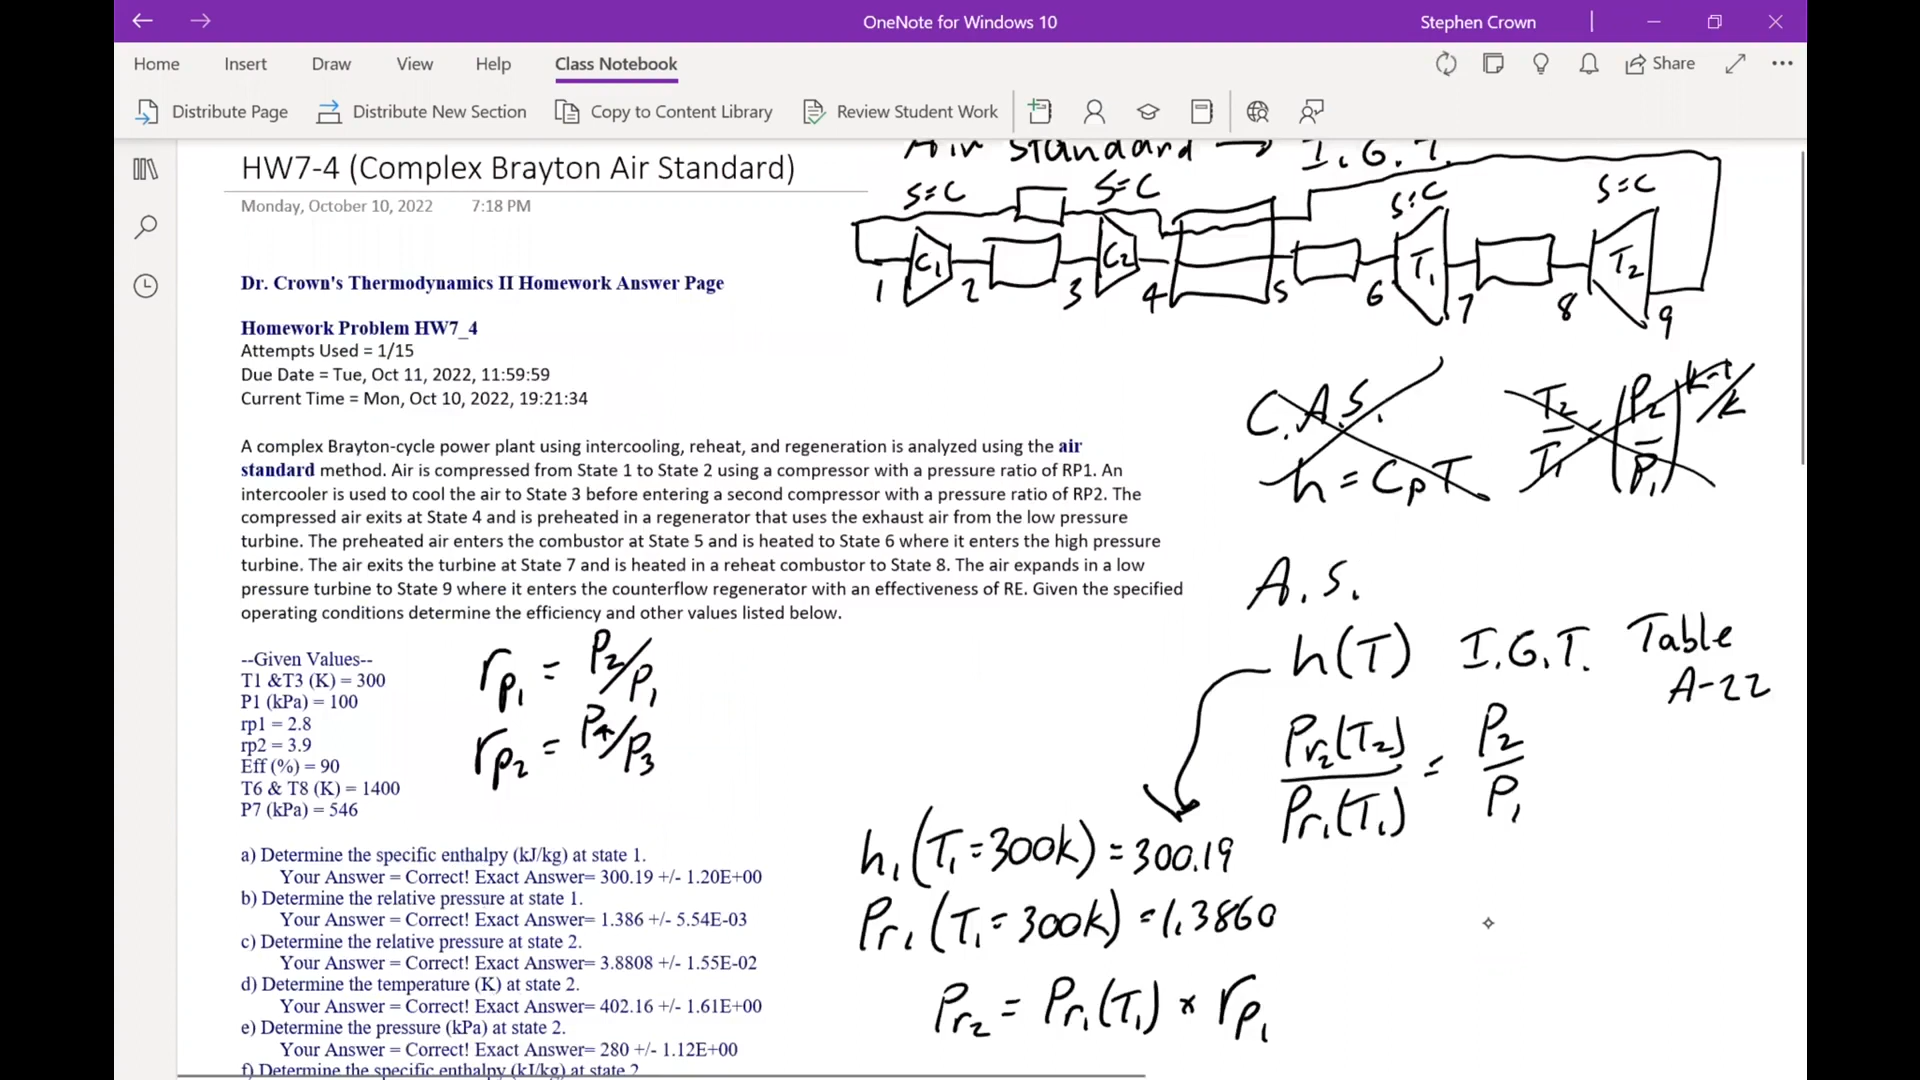 OneNote for Windows 10
Stephen Crown
Home Insert Draw View Help Class Notebook
Share
Distribute Page Distribute New Section Copy to Content Library Review Student Work
HW7-4 (Complex Brayton Air Standard)
Monday, October 10, 2022 7:18 PM
Air Standard → I.G.T.
S=C S=C S=C S=C
C1 C2 T1 T2
1 2 3 4 5 6 7 8 9
Dr. Crown's Thermodynamics II Homework Answer Page
Homework Problem HW7_4
Attempts Used = 1/15
Due Date = Tue, Oct 11, 2022, 11:59:59
Current Time = Mon, Oct 10, 2022, 19:21:34
A complex Brayton-cycle power plant using intercooling, reheat, and regeneration is analyzed using the air
standard method. Air is compressed from State 1 to State 2 using a compressor with a pressure ratio of RP1. An
intercooler is used to cool the air to State 3 before entering a second compressor with a pressure ratio of RP2. The
compressed air exits at State 4 and is preheated in a regenerator that uses the exhaust air from the low pressure
turbine. The preheated air enters the combustor at State 5 and is heated to State 6 where it enters the high pressure
turbine. The air exits the turbine at State 7 and is heated in a reheat combustor to State 8. The air expands in a low
pressure turbine to State 9 where it enters the counterflow regenerator with an effectiveness of RE. Given the specified
operating conditions determine the efficiency and other values listed below.
--Given Values--
T1 &T3 (K) = 300
P1 (kPa) = 100
rp1 = 2.8
rp2 = 3.9
Eff (%) = 90
T6 & T8 (K) = 1400
P7 (kPa) = 546
rp1 = P2/P1
rp2 = P4/P3
a) Determine the specific enthalpy (kJ/kg) at state 1.
Your Answer = Correct! Exact Answer= 300.19 +/- 1.20E+00
b) Determine the relative pressure at state 1.
Your Answer = Correct! Exact Answer= 1.386 +/- 5.54E-03
c) Determine the relative pressure at state 2.
Your Answer = Correct! Exact Answer= 3.8808 +/- 1.55E-02
d) Determine the temperature (K) at state 2.
Your Answer = Correct! Exact Answer= 402.16 +/- 1.61E+00
e) Determine the pressure (kPa) at state 2.
Your Answer = Correct! Exact Answer= 280 +/- 1.12E+00
f) Determine the specific enthalpy (kJ/kg) at state 2
C.A.S.
h = CpT
T2/T1 = (P2/P1)^k-1/k
A.S.
h(T) I.G.T. Table
A-22
Pr2(T2)/Pr1(T1) = P2/P1
h1(T1=300k) = 300.19
Pr1(T1=300k) = 1.3860
Pr2 = Pr1(T1) * rp1